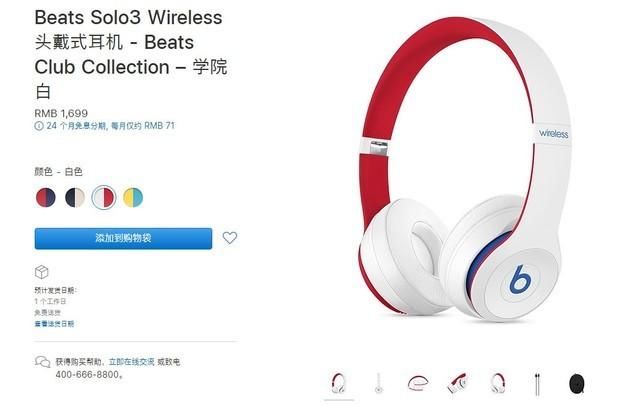 Beats Solo3 Wireless
头戴式耳机 - Beats
Club Collection – 学院
白
RMB 1,699
24 个月免息分期, 每月仅约 RMB 71
颜色 - 白色
添加到购物袋
预计发货日期:
1 个工作日
免费送货
查看送货日期
获得购买帮助，立即在线交流 或致电
400-666-8800。
wireless
b